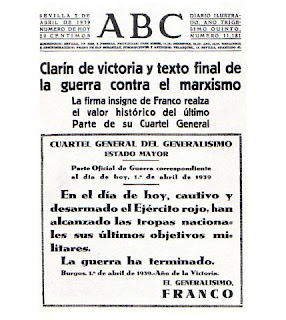 SEVILLA 2 DE
ABRIL DE 1939
NUMERO DE HOY
20 CENTIMOS
ABC
DIARIO ILUSTRA-
DO. AÑO TRIGE-
SIMO QUINTO.
NUMERO 11.181
Clarín de victoria y texto final de
la guerra contra el marxismo
La firma insigne de Franco realza
el valor histórico del último
Parte de su Cuartel General
CUARTEL GENERAL DEL GENERALISIMO
ESTADO MAYOR
Parte Oficial de Guerra correspondiente
al día de hoy, 1.º de abril de 1939
En el día de hoy, cautivo y
desarmado el Ejército rojo, han
alcanzado las tropas naciona-
les sus últimos objetivos mi-
litares.
La guerra ha terminado.
Burgos, 1.º de abril de 1939.-Año de la Victoria.
EL GENERALISIMO,
FRANCO